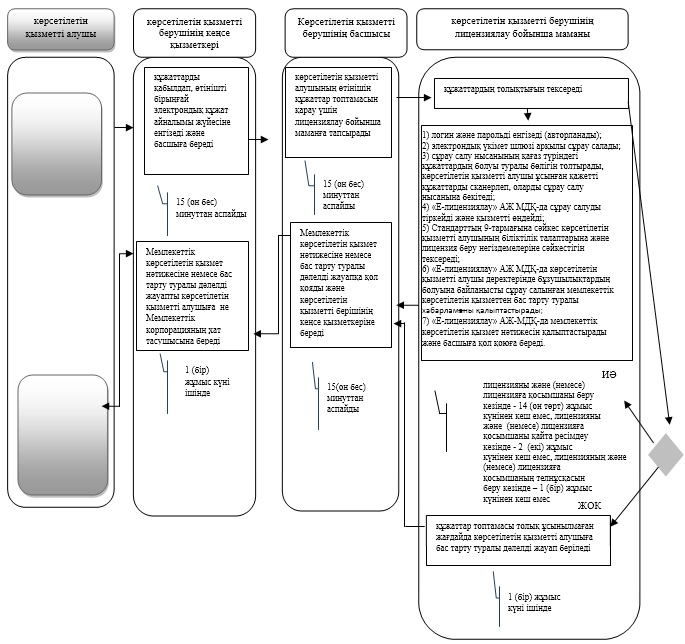 көрсетілетін
қызметті алушы
көрсетілетін қызметті
берушінің кеңсе
қызметкері
Көрсетілетін қызметті
берушінің басшысы
көрсетілетін қызметті берушінің
лицензиялау бойынша маманы
құжаттарды
қабылдап, өтінішті
бірыңғай
электрондық құжат
айналымы жүйесіне
енгізеді және
басшыға береді
15 (он бес)
минуттан аспайды
Мемлекеттік
көрсетілетін қызмет
нәтижесіне немесе бас
тарту туралы дәлелді
жауапты көрсетілетін
қызметті алушыға не
Мемлекеттік
корпорацияның хат
тасушысына береді
1 (бір)
жұмыс күні
ішінде
көрсетілетін қызметті
алушының өтінішін
құжаттар топтамасын
қарау үшін
лицензиялау бойынша
маманға тапсырады
15 (он бес)
минуттан
аспайды
Мемлекеттік
көрсетілетін қызмет
нәтижесіне немесе
бас тарту туралы
дәлелді жауапқа қол
қояды және
көрсетілетін
қызметті берішінің
кеңсе қызметкеріне
береді
15(он бес)
минуттан
аспайды
құжаттардың толықтығын тексереді
1) логин және парольді енгізеді (авторланады);
2) электрондық үкімет шлюзі арқылы сұрау салады;
3) сұрау салу нысанының қағаз түріндегі
құжаттардың болуы туралы бөлігін толтырады,
көрсетілетін қызметті алушы ұсынған қажетті
құжаттарды сканерлеп, оларды сұрау салу
нысанына бекітеді;
4) «Е-лицензиялау» АЖ МДҚ-да сұрау салуды
тіркейді және қызметті өңдейді;
5) Стандарттың 9-тармағына сәйкес көрсетілетін
қызметті алушының біліктілік талаптарына және
лицензия беру негіздемелеріне сәйкестігін
тексереді;
6) «Е-лицензиялау» АЖ МДҚ-да көрсетілетін
қызметті алушы деректерінде бұзушылықтардың
болуына байланысты сұрау салынған мемлекеттік
көрсетілетін қызметтен бас тарту туралы
хабарламаны қалыптастырады;
7) «Е-лицензиялау» АЖ-МДҚ-да мемлекеттік
көрсетілетін қызмет нәтижесін қалыптастырады
және басшыға қол қоюға береді.
ИӘ
лицензияны және (немесе)
лицензияға қосымшаны беру
кезінде - 14 (он төрт) жұмыс
күнінен кеш емес, лицензияны
және (немесе) лицензияға
қосымшаны қайта ресімдеу
кезінде - 2 (екі) жұмыс
күнінен кеш емес, лицензияның және
(немесе) лицензияға
қосымшаның телнұсқасын
беру кезінде – 1 (бір) жұмыс
күнінен кеш емес
ЖОК
құжаттар топтамасы толық ұсынылмаған
жағдайда көрсетілетін қызметті алушыға
бас тарту туралы дәлелді жауап беріледі
1 (бір) жұмыс
күні ішінде